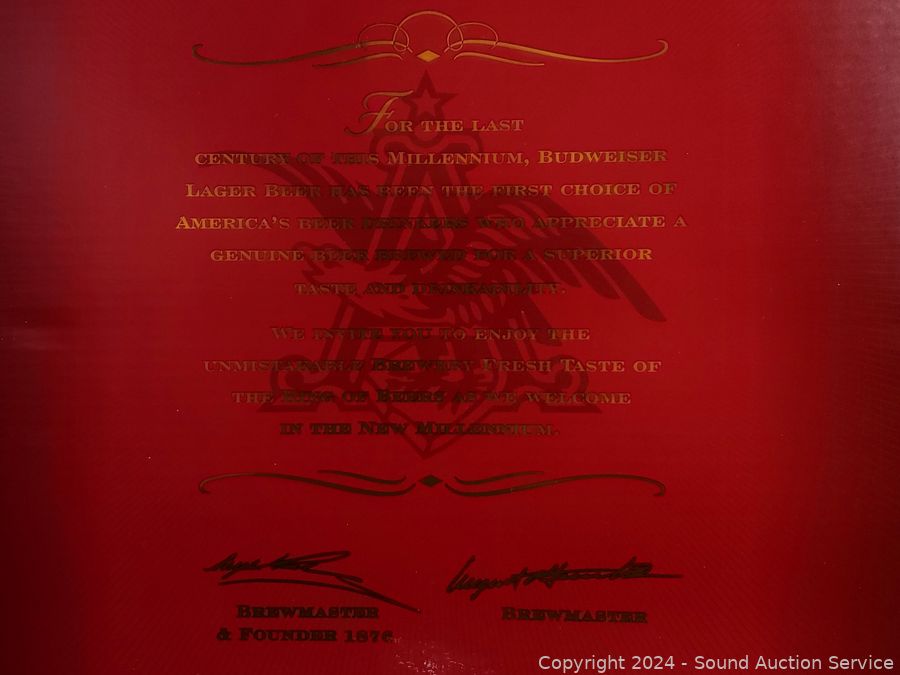 For the last
century of this Millennium, Budweiser
Lager Beer has been the first choice of
America's beer drinkers who appreciate a
genuine beer brewed for a superior
taste and drinkability.
We invite you to enjoy the
unmistakable Brewery Fresh Taste of
the King of Beers as we welcome
in the New Millennium.
Brewmaster
& Founder 1876
Brewmaster
Copyright 2024 - Sound Auction Service